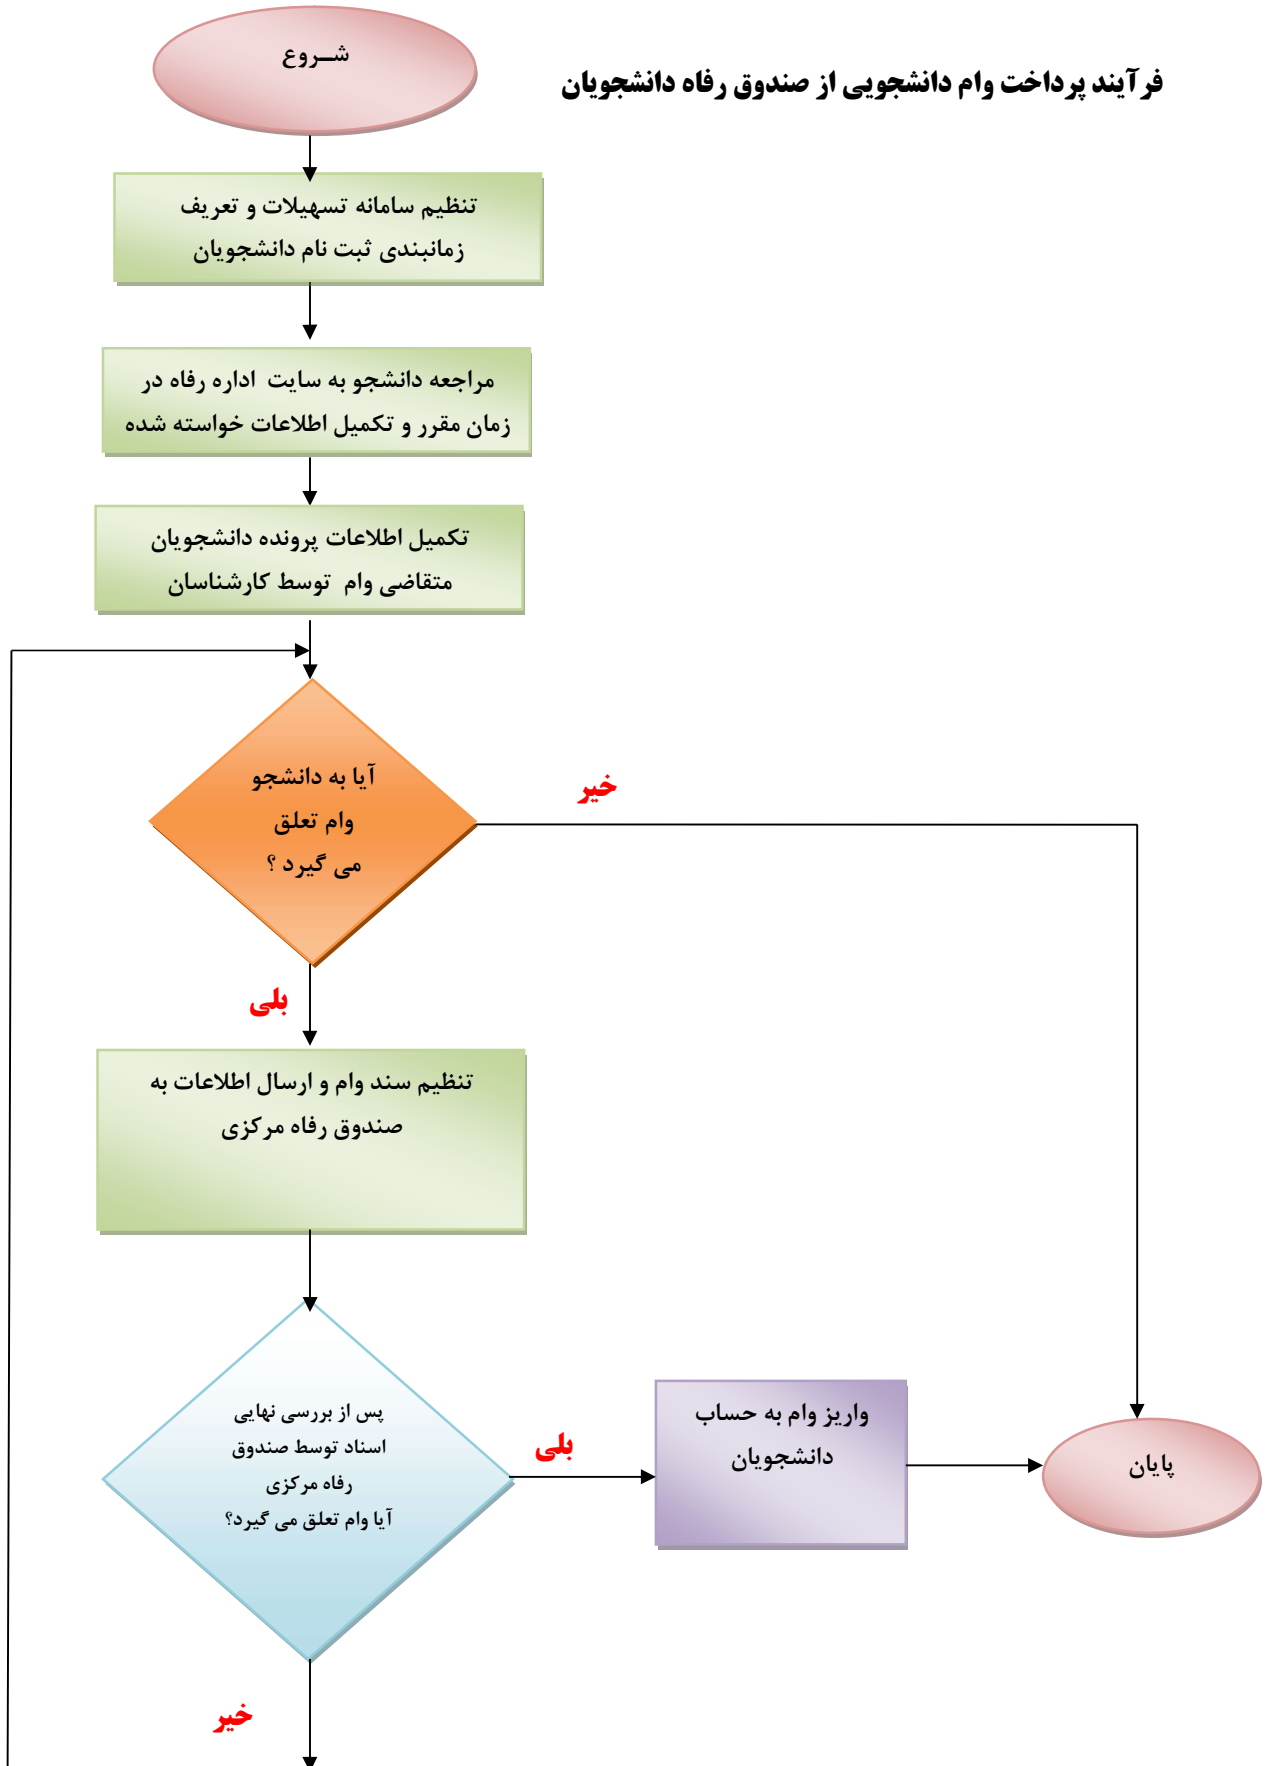 فرآیند پرداخت وام دانشجویی از صندوق رفاه دانشجویان
شــروع
تنظیم سامانه تسهیلات و تعریف
زمانبندی ثبت نام دانشجویان
مراجعه دانشجو به سایت اداره رفاه در
زمان مقرر و تکمیل اطلاعات خواسته شده
تکمیل اطلاعات پرونده دانشجویان
متقاضی وام توسط کارشناسان
آیا به دانشجو
وام تعلق
می گیرد ؟
خیر
بلی
تنظیم سند وام و ارسال اطلاعات به
صندوق رفاه مرکزی
پس از بررسی نهایی
اسناد توسط صندوق
رفاه مرکزی
آیا وام تعلق می گیرد؟
بلی
واریز وام به حساب
دانشجویان
پایان
خیر